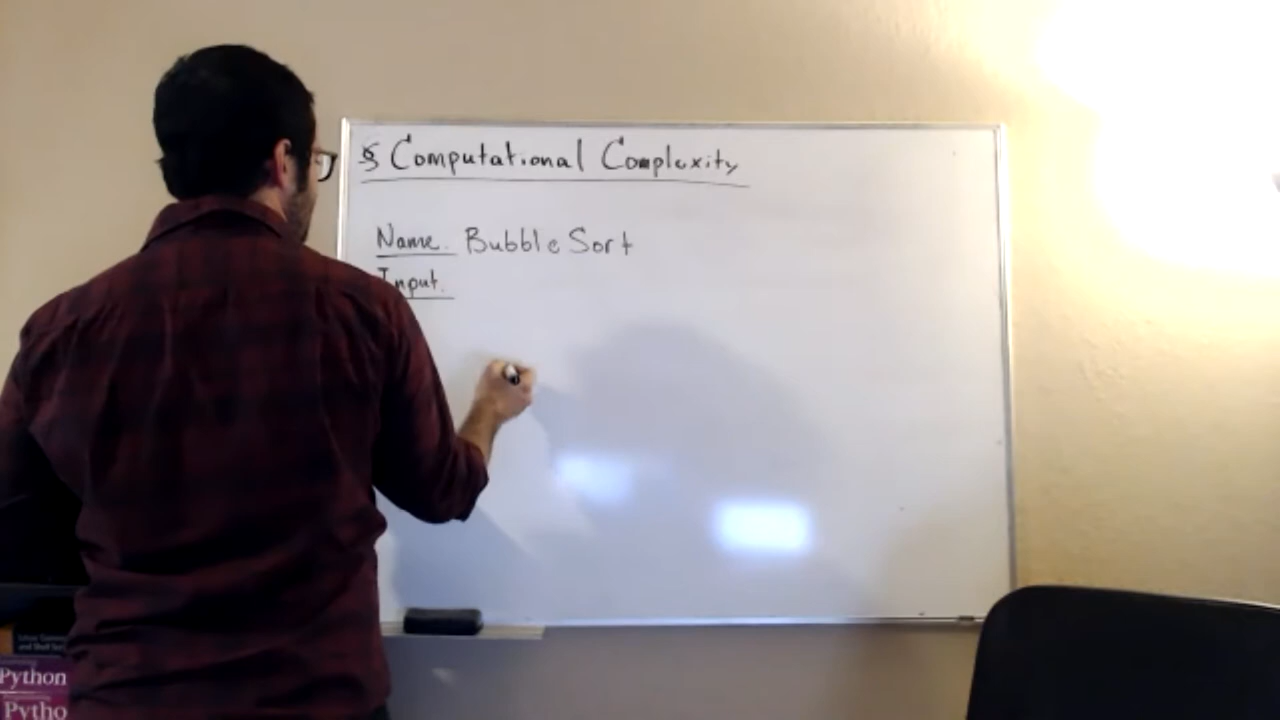 § Computational Complexity
Name. Bubble Sort
Input.
Python
Pytho